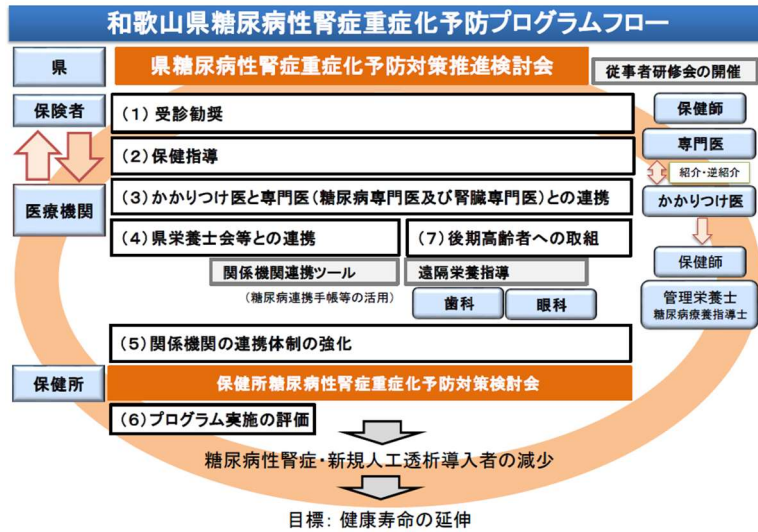 和歌山県糖尿病性腎症重症化予防プログラムフロー
県
県糖尿病性腎症重症化予防対策推進検討会
従事者研修会の開催
保険者
(1) 受診勧奨
保健師
(2) 保健指導
専門医
紹介・逆紹介
医療機関
(3) かかりつけ医と専門医(糖尿病専門医及び腎臓専門医)との連携
かかりつけ医
(4) 県栄養士会等との連携
(7) 後期高齢者への取組
関係機関連携ツール
遠隔栄養指導
保健師
(糖尿病連携手帳等の活用)
歯科
眼科
管理栄養士
糖尿病療養指導士
(5) 関係機関の連携体制の強化
保健所
保健所糖尿病性腎症重症化予防対策検討会
(6) プログラム実施の評価
糖尿病性腎症・新規人工透析導入者の減少
目標: 健康寿命の延伸